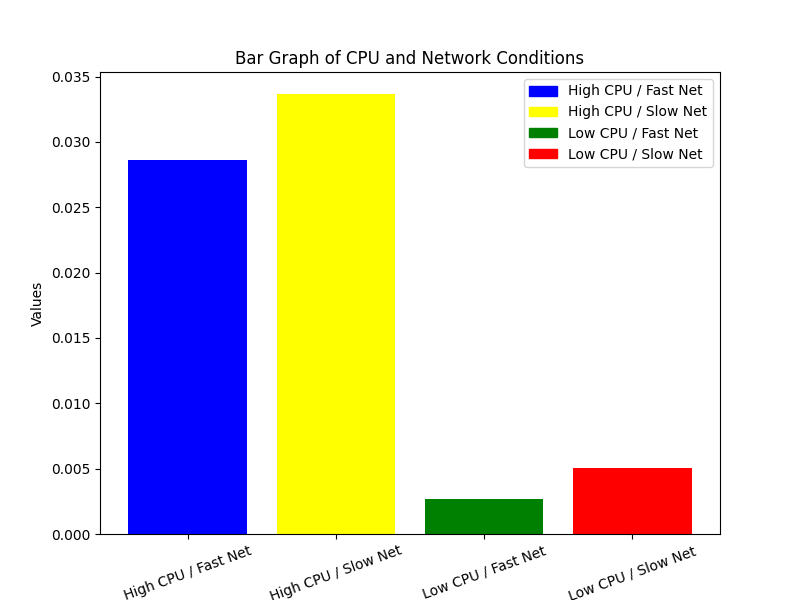 Bar Graph of CPU and Network Conditions
High CPU / Fast Net
High CPU / Slow Net
Low CPU / Fast Net
Low CPU / Slow Net
Values
0.035
0.030
0.025
0.020
0.015
0.010
0.005
0.000
High CPU / Fast Net
High CPU / Slow Net
Low CPU / Fast Net
Low CPU / Slow Net